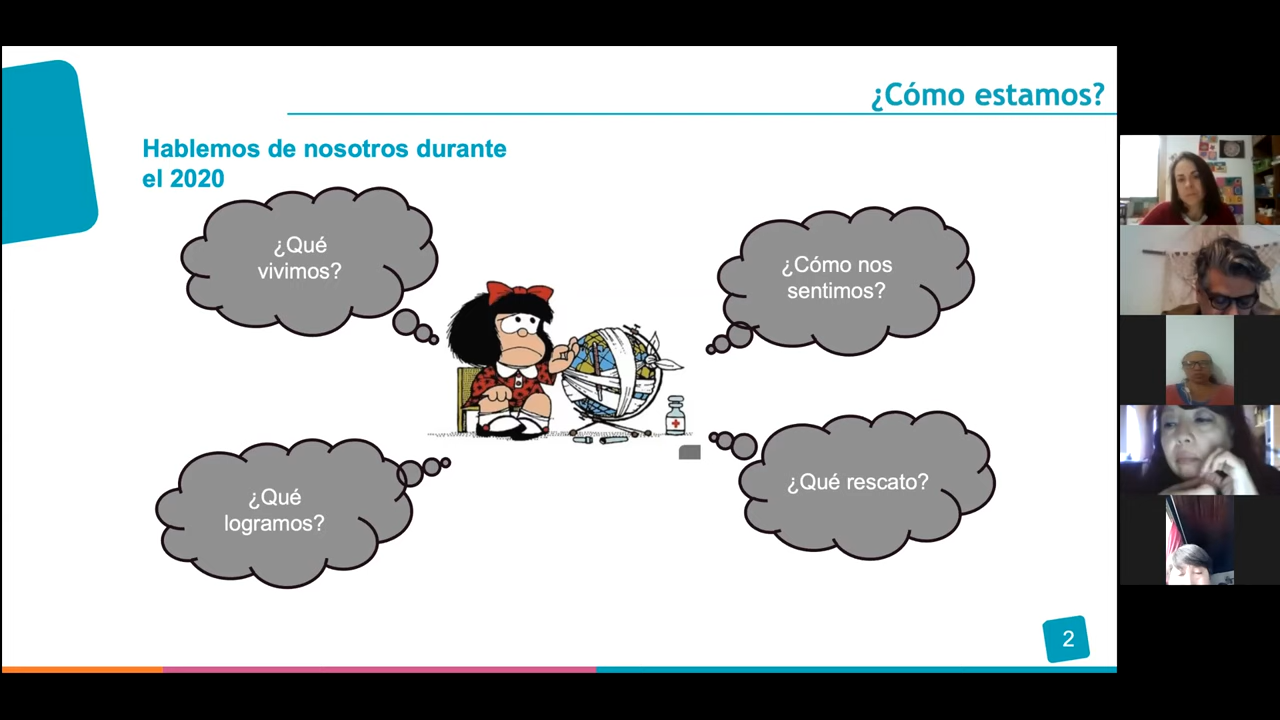 ¿Cómo estamos?
Hablemos de nosotros durante
el 2020
¿Qué
vivimos?
¿Cómo nos
sentimos?
¿Qué
logramos?
¿Qué rescato?
2